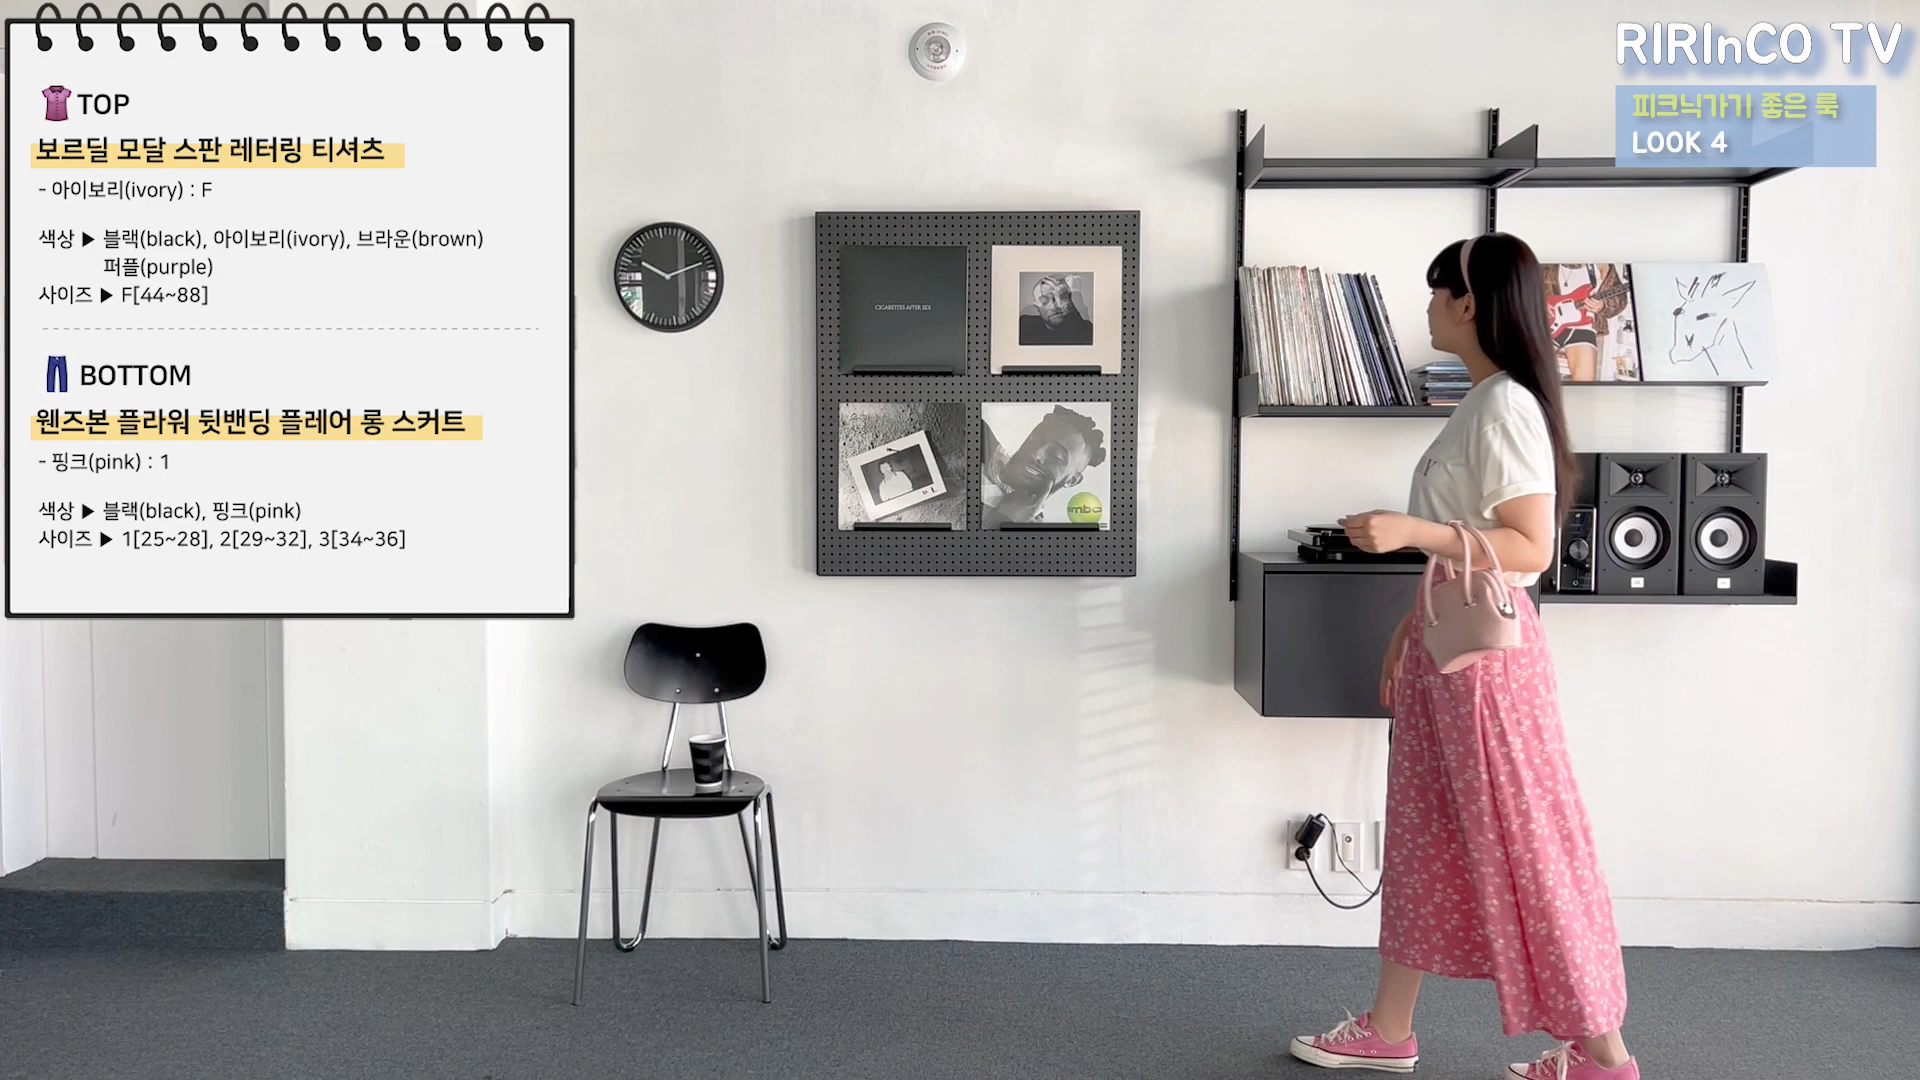 TOP
보르딜 모달 스판 레터링 티셔츠
- 아이보리(ivory) : F
색상 ▶ 블랙(black), 아이보리(ivory), 브라운(brown)
퍼플(purple)
사이즈 ▶ F[44~88]
BOTTOM
웬즈본 플라워 뒷밴딩 플레어 롱 스커트
- 핑크(pink) : 1
색상 ▶ 블랙(black), 핑크(pink)
사이즈 ▶ 1[25~28], 2[29~32], 3[34~36]
RIRInCO TV
피크닉가기 좋은 룩
LOOK 4
CIGARETTES AFTER SEX
mbc